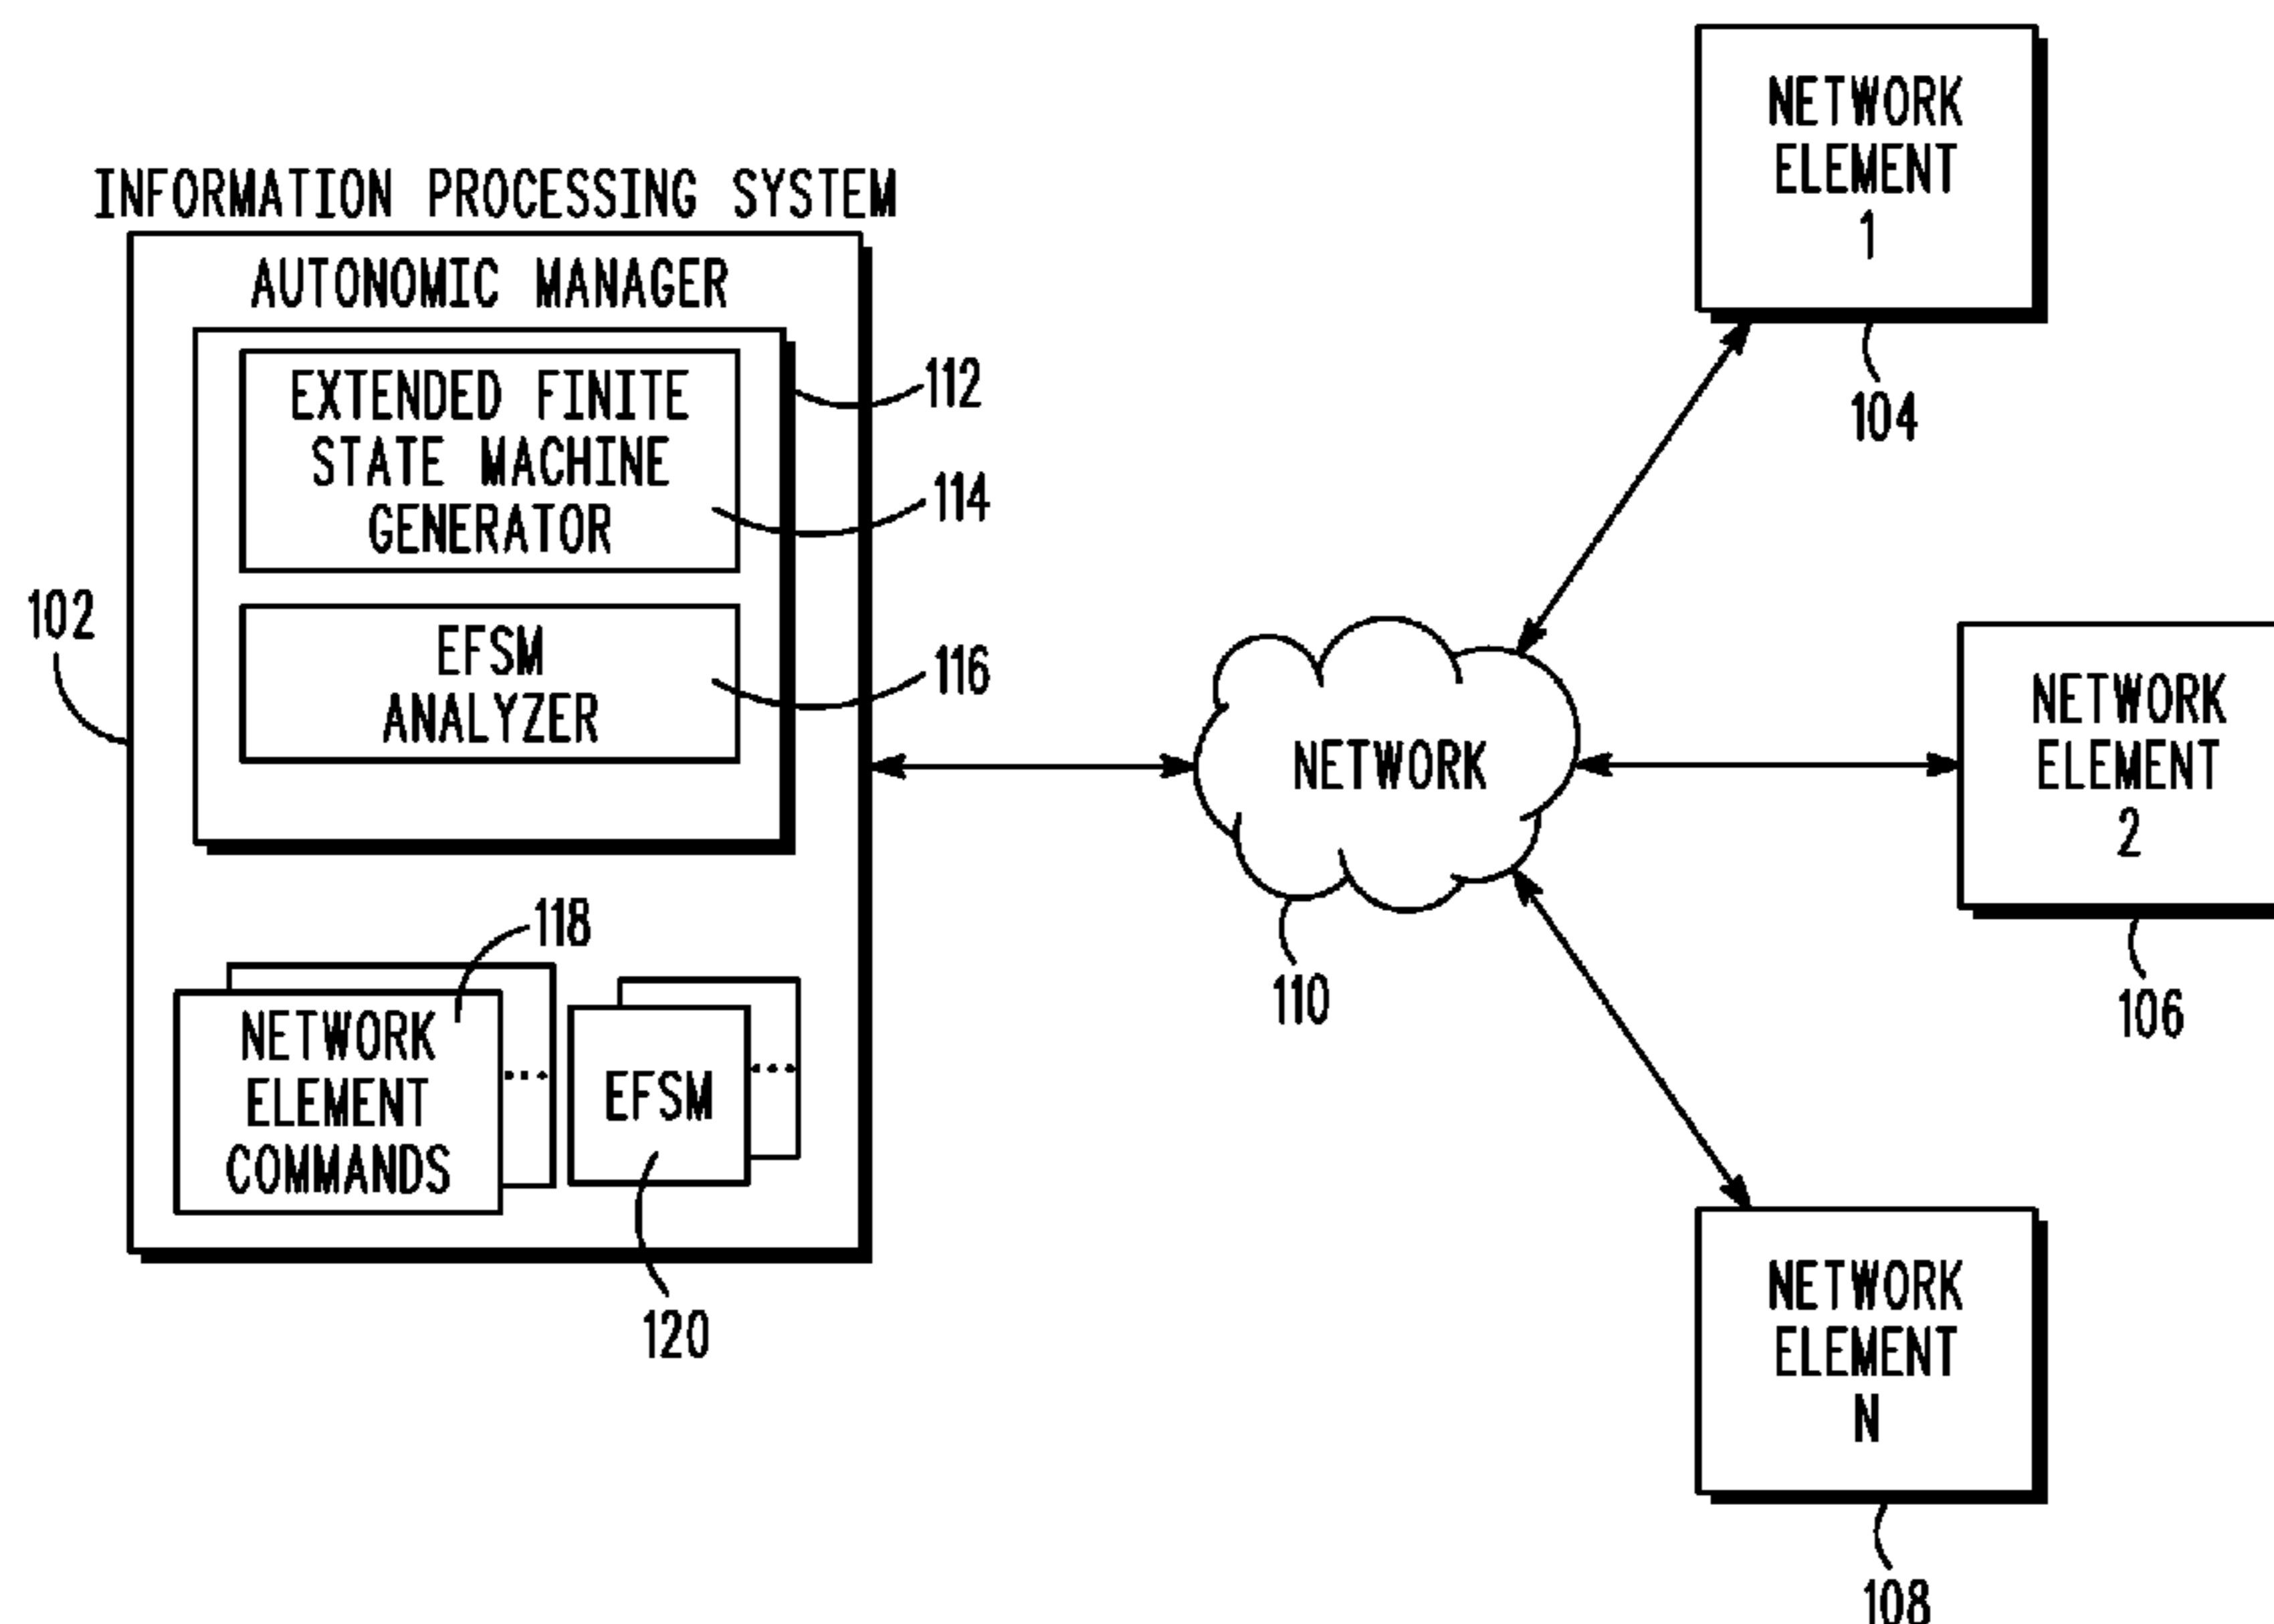 INFORMATION PROCESSING SYSTEM
AUTONOMIC MANAGER
EXTENDED FINITE
STATE MACHINE
GENERATOR
EFSM
ANALYZER
112
114
116
102
118
NETWORK
ELEMENT
COMMANDS
...
EFSM
...
120
NETWORK
110
NETWORK
ELEMENT
1
104
NETWORK
ELEMENT
2
106
NETWORK
ELEMENT
N
108